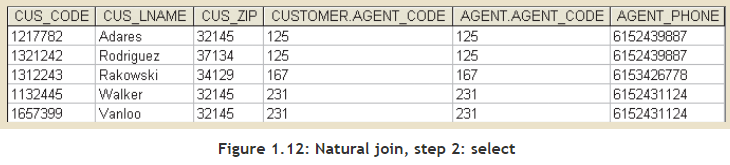 CUS_CODE CUS_LNAME CUS_ZIP CUSTOMER.AGENT_CODE AGENT.AGENT_CODE AGENT_PHONE
1217782 Adares 32145 125 125 6152439887
1321242 Rodriguez 37134 125 125 6152439887
1312243 Rakowski 34129 167 167 6153426778
1132445 Walker 32145 231 231 6152431124
1657399 Vanloo 32145 231 231 6152431124
Figure 1.12: Natural join, step 2: select